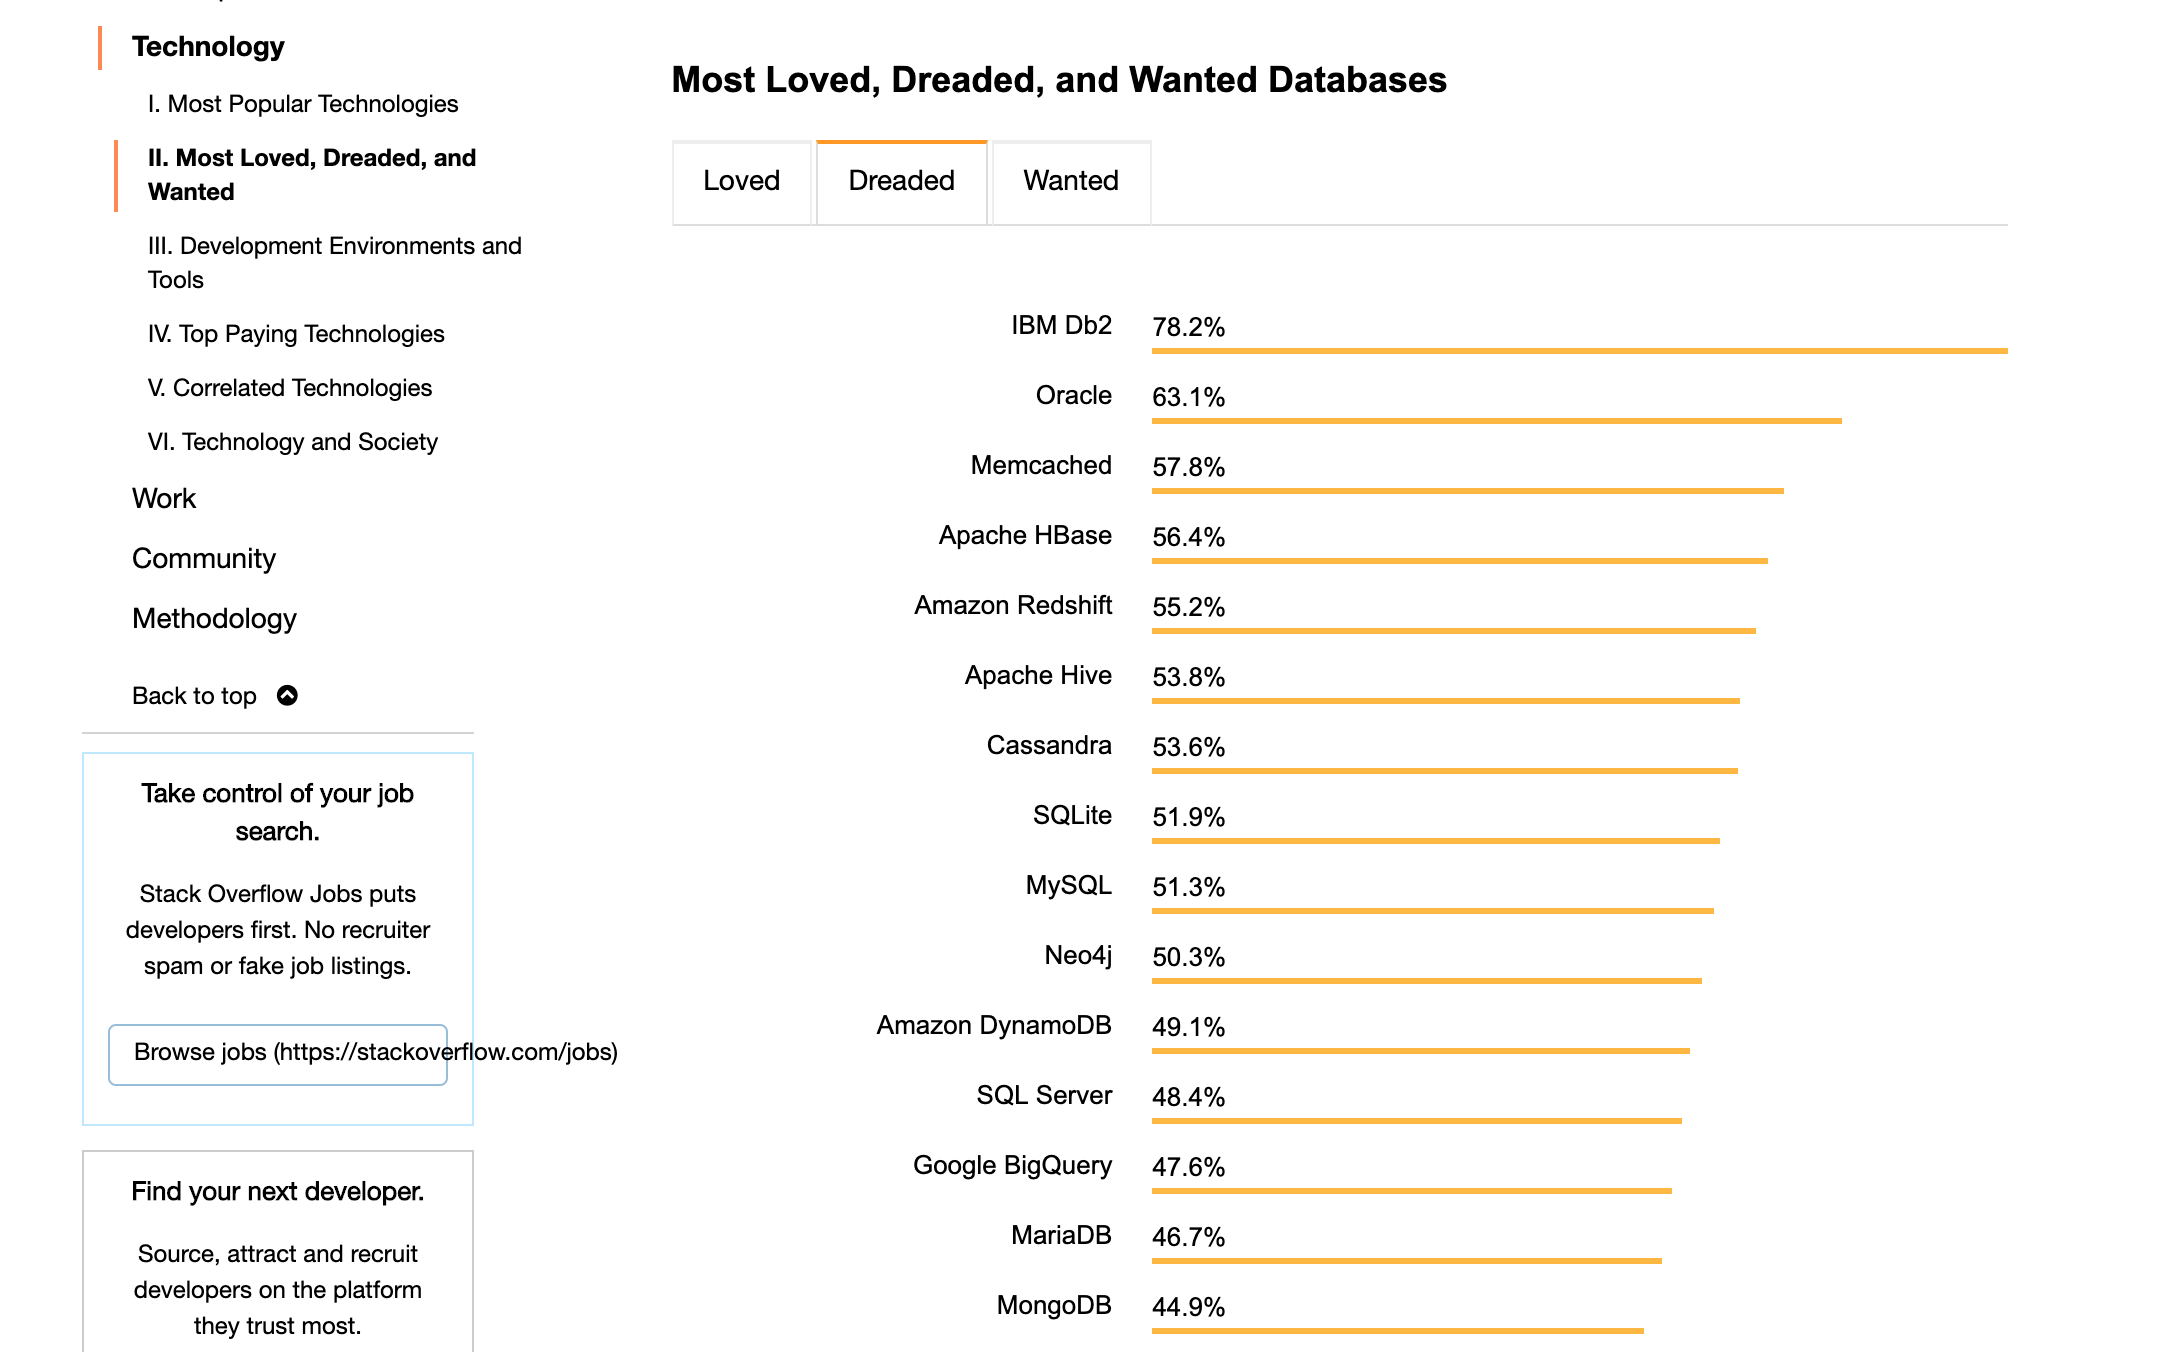 Technology
I. Most Popular Technologies
II. Most Loved, Dreaded, and
Wanted
III. Development Environments and
Tools
IV. Top Paying Technologies
V. Correlated Technologies
VI. Technology and Society
Work
Community
Methodology
Back to top
Take control of your job
search.
Stack Overflow Jobs puts
developers first. No recruiter
spam or fake job listings.
Browse jobs (https://stackoverflow.com/jobs)
Find your next developer.
Source, attract and recruit
developers on the platform
they trust most.
Most Loved, Dreaded, and Wanted Databases
Loved Dreaded Wanted
IBM Db2 78.2%
Oracle 63.1%
Memcached 57.8%
Apache HBase 56.4%
Amazon Redshift 55.2%
Apache Hive 53.8%
Cassandra 53.6%
SQLite 51.9%
MySQL 51.3%
Neo4j 50.3%
Amazon DynamoDB 49.1%
SQL Server 48.4%
Google BigQuery 47.6%
MariaDB 46.7%
MongoDB 44.9%